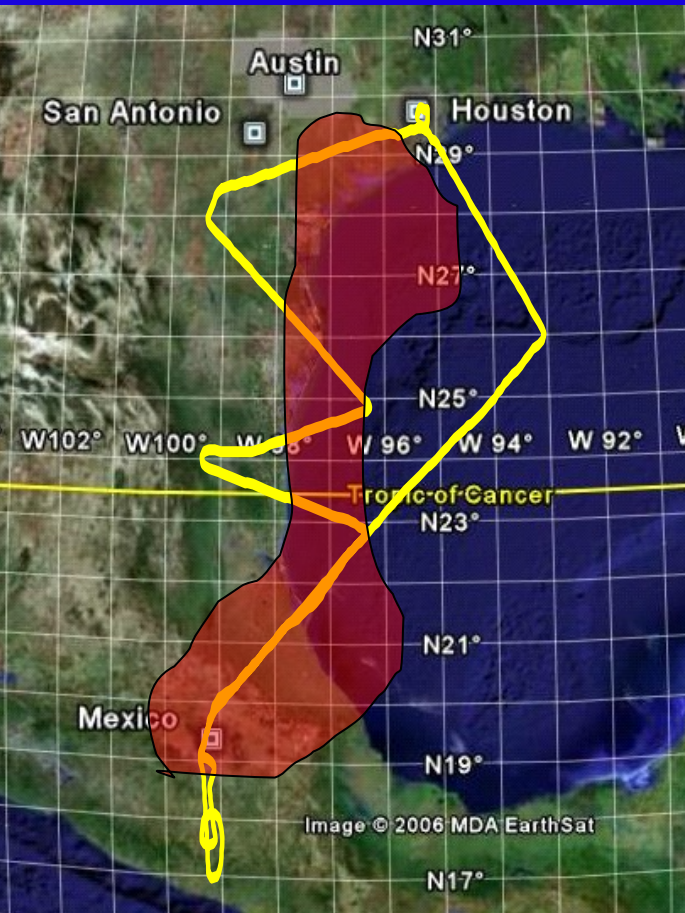 N31°
Austin
San Antonio
Houston
N29°
N27°
N25°
W102° W100° W 98° W 96° W 94° W 92° W
Tropic of Cancer
N23°
N21°
Mexico
N19°
Image © 2006 MDA EarthSat
N17°